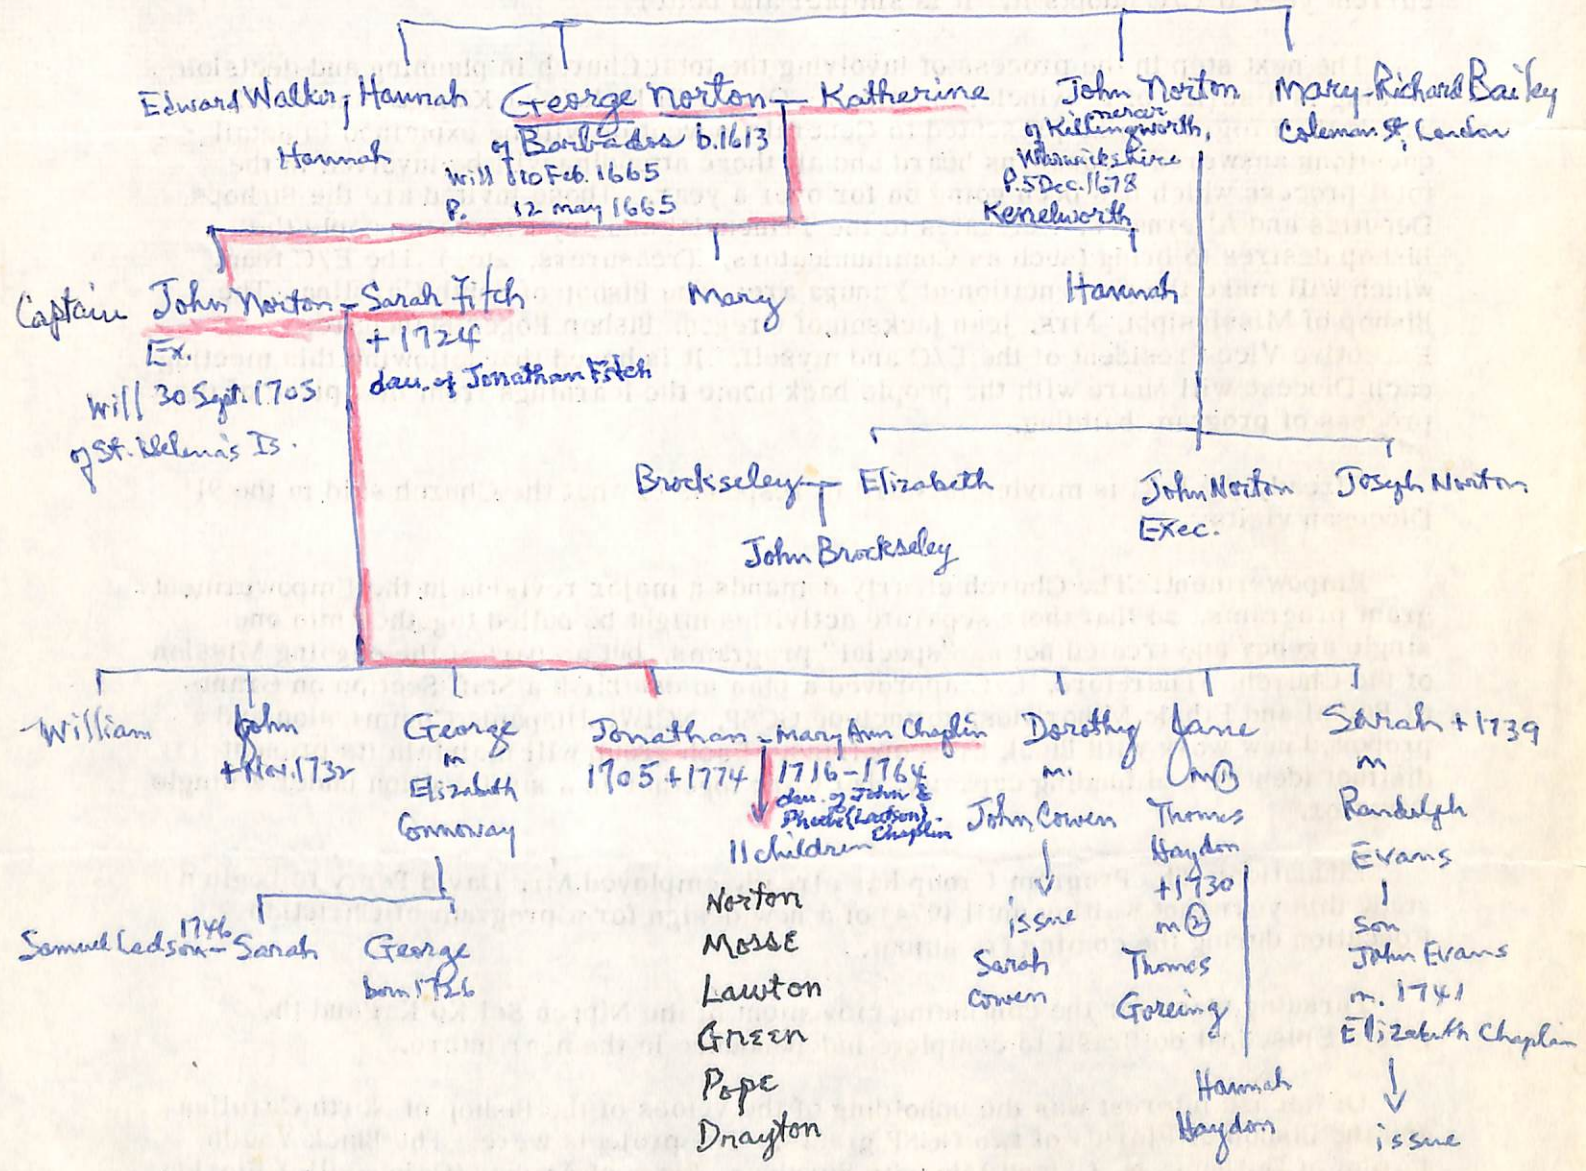 Edward Walker, Hannah
Hannah
George Norton - Katherine
of Barbados b.1613
Will 10 Feb. 1665
P. 12 May 1665
John Norton
mercer
of Killingworth,
Warwickshire
P. 5 Dec. 1678
Kenelworth
Mary - Richard Bailey
Coleman St, London
Captain John Norton - Sarah Fitch
Ex.
Will 30 Sept. 1705
of St. Helena's Is.
+ 1724
dau. of Jonathan Fitch
Mary
Hannah
Brockseley - Elizabeth
John Brockseley
John Norton
Exec.
Joseph Norton
William
John
+ Nov. 1732
George
m
Elizabeth
Connoway
Samuel Ladson 1746 - Sarah
George
born 1726
Jonathan - Mary Ann Chaplin
1705 + 1774
1716 - 1764
dau. of John &
Phoebe (Ladson)
Chaplin
11 children
Norton
Mosse
Lawton
Green
Pope
Drayton
Dorothy
m.
John Cowen
issue
Sarah
Cowen
Jane
m ①
Thomas
Haydon
+ 1730
m ②
Thomas
Goreing
Hannah
Haydon
Sarah + 1739
m
Randolph
Evans
son
John Evans
m. 1741
Elizabeth Chaplin
issue